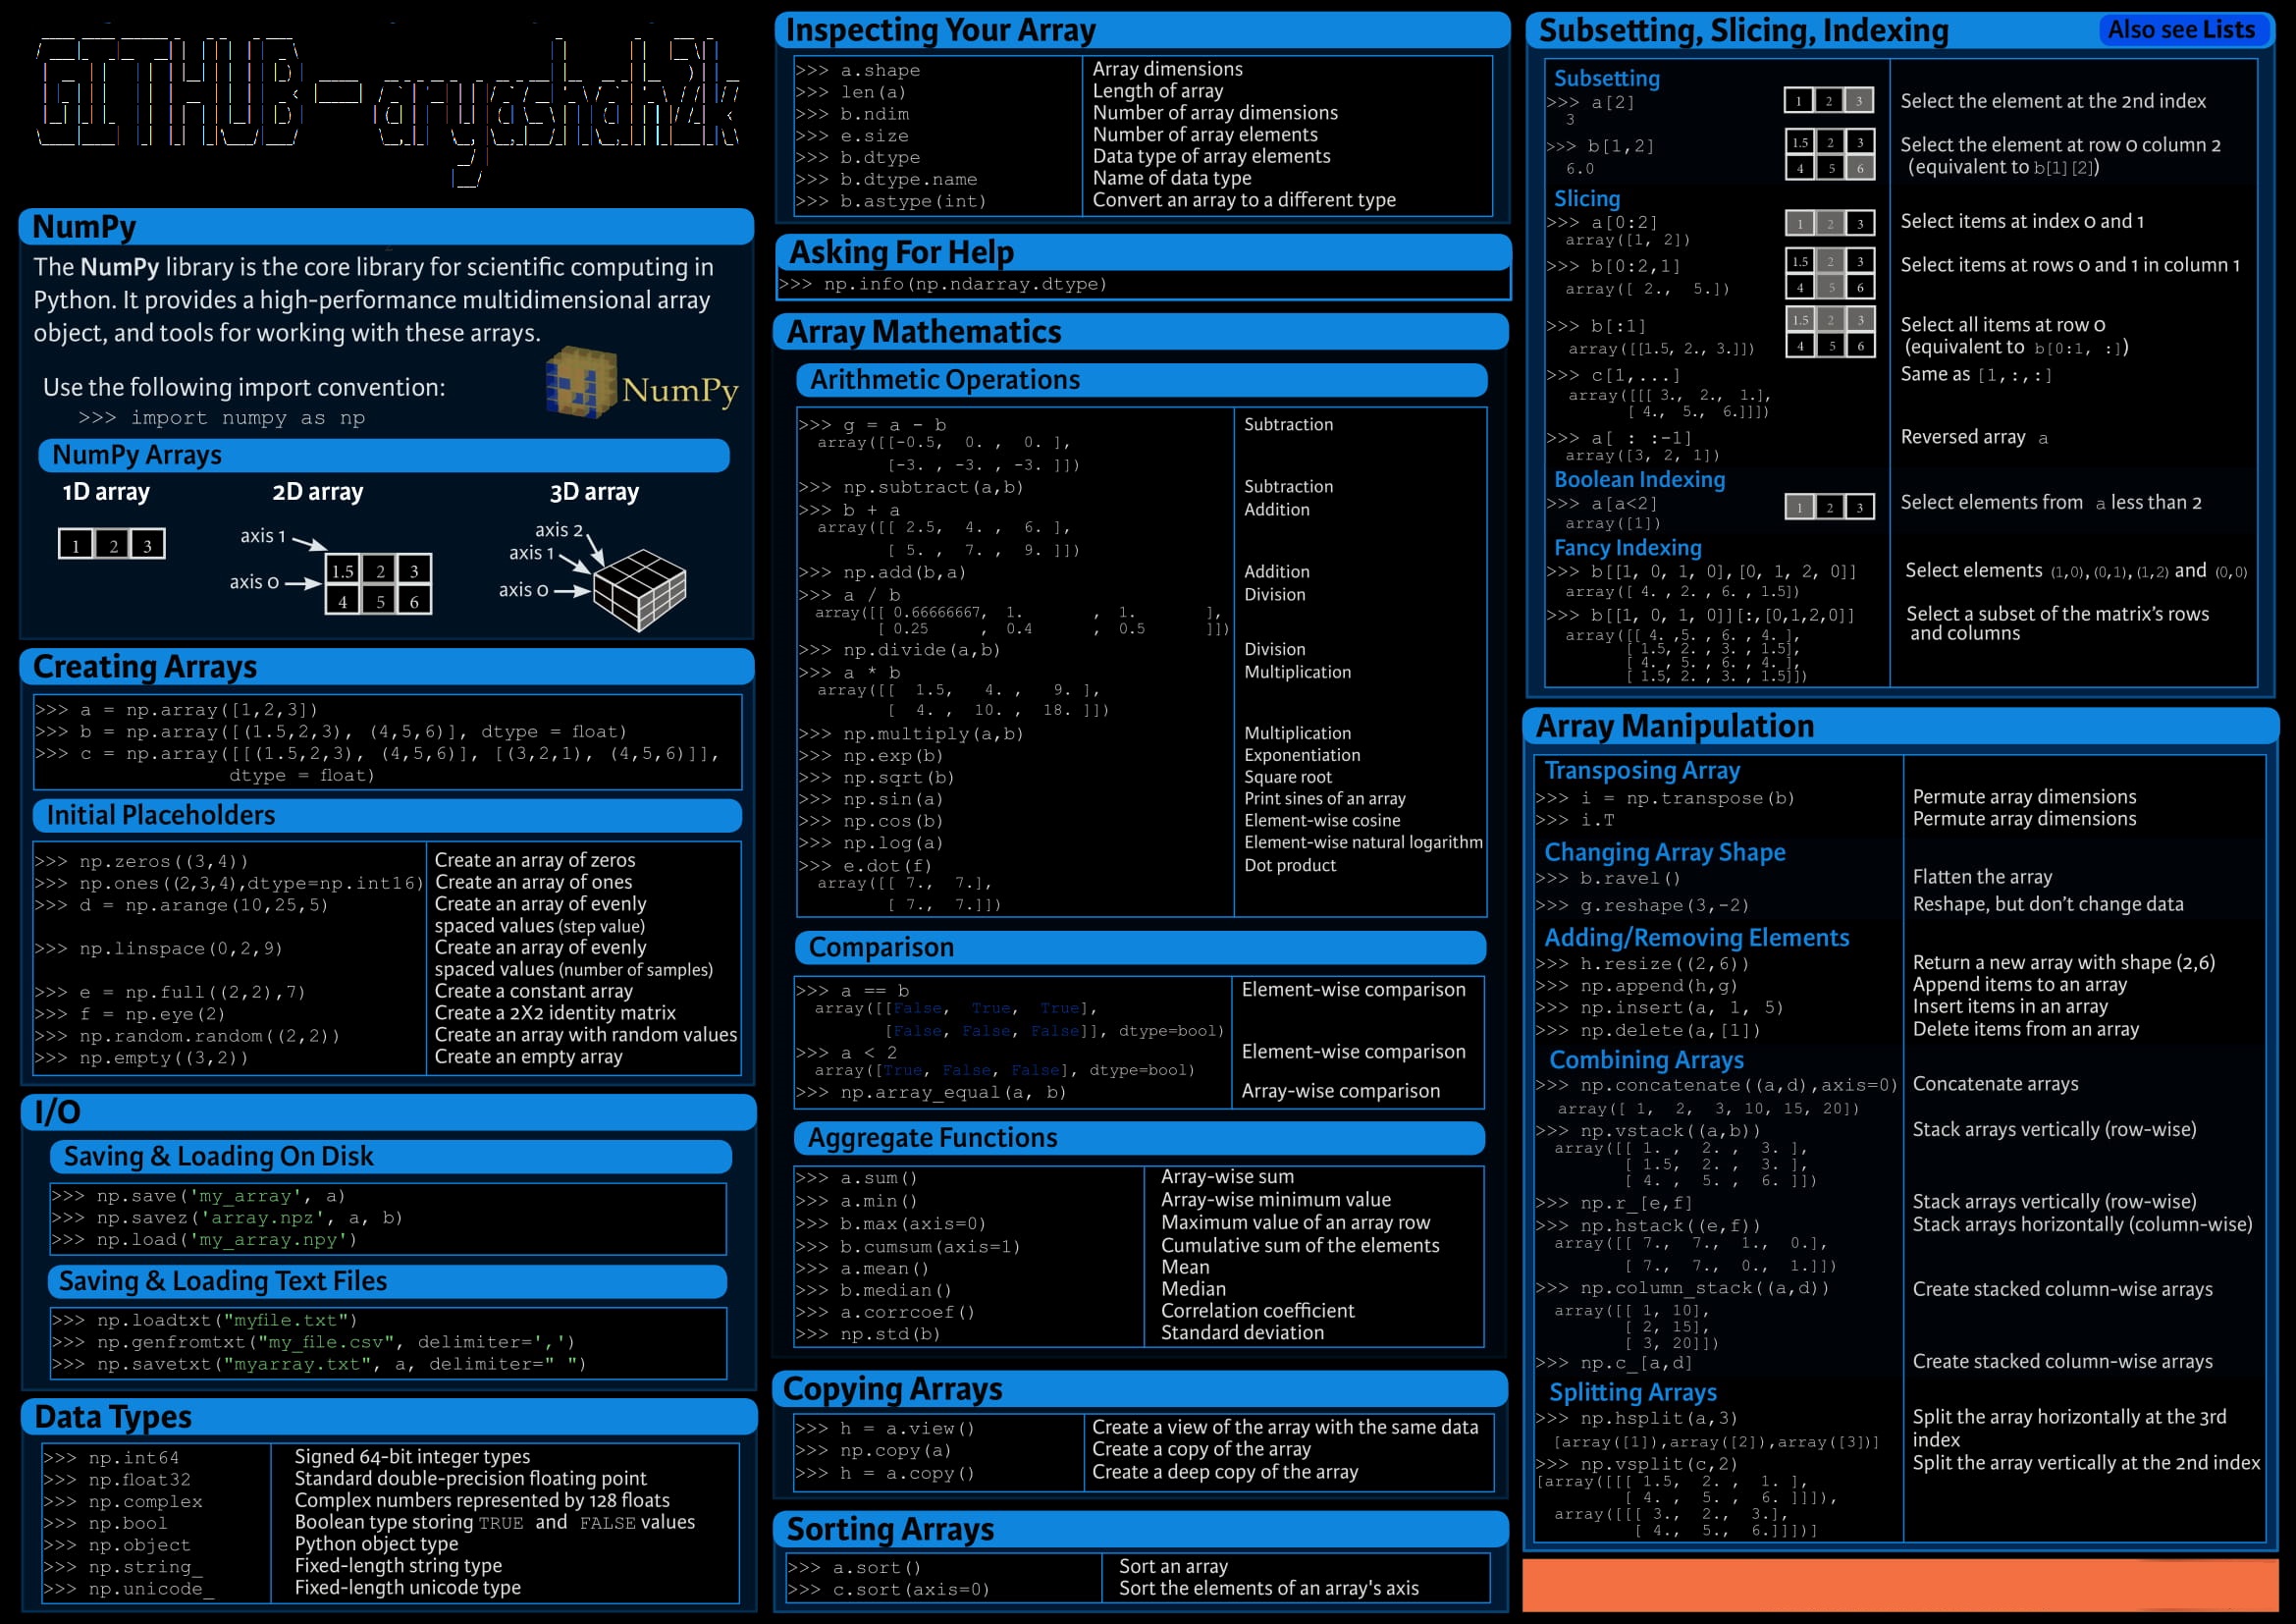 GITHUB-aryashah2k
NumPy
The NumPy library is the core library for scientific computing in
Python. It provides a high-performance multidimensional array
object, and tools for working with these arrays.
Use the following import convention:
>>> import numpy as np
NumPy
NumPy Arrays
1D array 2D array 3D array
1 2 3
axis 1
axis 0
1.5 2 3
4 5 6
axis 2
axis 1
axis 0
Creating Arrays
>>> a = np.array([1,2,3])
>>> b = np.array([(1.5,2,3), (4,5,6)], dtype = float)
>>> c = np.array([[(1.5,2,3), (4,5,6)], [(3,2,1), (4,5,6)]],
dtype = float)
Initial Placeholders
>>> np.zeros((3,4)) Create an array of zeros
>>> np.ones((2,3,4),dtype=np.int16) Create an array of ones
>>> d = np.arange(10,25,5) Create an array of evenly
spaced values (step value)
>>> np.linspace(0,2,9) Create an array of evenly
spaced values (number of samples)
>>> e = np.full((2,2),7) Create a constant array
>>> f = np.eye(2) Create a 2X2 identity matrix
>>> np.random.random((2,2)) Create an array with random values
>>> np.empty((3,2)) Create an empty array
I/O
Saving & Loading On Disk
>>> np.save('my_array', a)
>>> np.savez('array.npz', a, b)
>>> np.load('my_array.npy')
Saving & Loading Text Files
>>> np.loadtxt("myfile.txt")
>>> np.genfromtxt("my_file.csv", delimiter=',')
>>> np.savetxt("myarray.txt", a, delimiter=" ")
Data Types
>>> np.int64 Signed 64-bit integer types
>>> np.float32 Standard double-precision floating point
>>> np.complex Complex numbers represented by 128 floats
>>> np.bool Boolean type storing TRUE and FALSE values
>>> np.object Python object type
>>> np.string_ Fixed-length string type
>>> np.unicode_ Fixed-length unicode type
Inspecting Your Array
>>> a.shape Array dimensions
>>> len(a) Length of array
>>> b.ndim Number of array dimensions
>>> e.size Number of array elements
>>> b.dtype Data type of array elements
>>> b.dtype.name Name of data type
>>> b.astype(int) Convert an array to a different type
Asking For Help
>>> np.info(np.ndarray.dtype)
Array Mathematics
Arithmetic Operations
>>> g = a - b Subtraction
array([[-0.5, 0. , 0. ],
[-3. , -3. , -3. ]])
>>> np.subtract(a,b) Subtraction
>>> b + a Addition
array([[ 2.5, 4. , 6. ],
[ 5. , 7. , 9. ]])
>>> np.add(b,a) Addition
>>> a / b Division
array([[ 0.66666667, 1. , 1. ],
[ 0.25 , 0.4 , 0.5 ]])
>>> np.divide(a,b) Division
>>> a * b Multiplication
array([[ 1.5, 4. , 9. ],
[ 4. , 10. , 18. ]])
>>> np.multiply(a,b) Multiplication
>>> np.exp(b) Exponentiation
>>> np.sqrt(b) Square root
>>> np.sin(a) Print sines of an array
>>> np.cos(b) Element-wise cosine
>>> np.log(a) Element-wise natural logarithm
>>> e.dot(f) Dot product
array([[ 7., 7.],
[ 7., 7.]])
Comparison
>>> a == b Element-wise comparison
array([[False, True, True],
[False, False, False]], dtype=bool)
>>> a < 2 Element-wise comparison
array([True, False, False], dtype=bool)
>>> np.array_equal(a, b) Array-wise comparison
Aggregate Functions
>>> a.sum() Array-wise sum
>>> a.min() Array-wise minimum value
>>> b.max(axis=0) Maximum value of an array row
>>> b.cumsum(axis=1) Cumulative sum of the elements
>>> a.mean() Mean
>>> b.median() Median
>>> a.corrcoef() Correlation coefficient
>>> np.std(b) Standard deviation
Copying Arrays
>>> h = a.view() Create a view of the array with the same data
>>> np.copy(a) Create a copy of the array
>>> h = a.copy() Create a deep copy of the array
Sorting Arrays
>>> a.sort() Sort an array
>>> c.sort(axis=0) Sort the elements of an array's axis
Subsetting, Slicing, Indexing Also see Lists
Subsetting
>>> a[2] 1 2 3 Select the element at the 2nd index
3
>>> b[1,2] 1.5 2 3 Select the element at row 0 column 2
6.0 4 5 6 (equivalent to b[1][2])
Slicing
>>> a[0:2] 1 2 3 Select items at index 0 and 1
array([1, 2])
>>> b[0:2,1] 1.5 2 3 Select items at rows 0 and 1 in column 1
array([ 2., 5.]) 4 5 6
>>> b[:1] 1.5 2 3 Select all items at row 0
array([[1.5, 2., 3.]]) 4 5 6 (equivalent to b[0:1, :])
>>> c[1,...] Same as [1,:,:]
array([[[ 3., 2., 1.],
[ 4., 5., 6.]]])
>>> a[ : :-1] Reversed array a
array([3, 2, 1])
Boolean Indexing
>>> a[a<2] 1 2 3 Select elements from a less than 2
array([1])
Fancy Indexing
>>> b[[1, 0, 1, 0],[0, 1, 2, 0]] Select elements (1,0),(0,1),(1,2) and (0,0)
array([ 4. , 2. , 6. , 1.5])
>>> b[[1, 0, 1, 0]][:,[0,1,2,0]] Select a subset of the matrix’s rows
and columns
array([[ 4. ,5. , 6. , 4. ],
[ 1.5, 2. , 3. , 1.5],
[ 4. , 5. , 6. , 4. ],
[ 1.5, 2. , 3. , 1.5]])
Array Manipulation
Transposing Array
>>> i = np.transpose(b) Permute array dimensions
>>> i.T Permute array dimensions
Changing Array Shape
>>> b.ravel() Flatten the array
>>> g.reshape(3,-2) Reshape, but don’t change data
Adding/Removing Elements
>>> h.resize((2,6)) Return a new array with shape (2,6)
>>> np.append(h,g) Append items to an array
>>> np.insert(a, 1, 5) Insert items in an array
>>> np.delete(a,[1]) Delete items from an array
Combining Arrays
>>> np.concatenate((a,d),axis=0) Concatenate arrays
array([ 1, 2, 3, 10, 15, 20])
>>> np.vstack((a,b)) Stack arrays vertically (row-wise)
array([[ 1. , 2. , 3. ],
[ 1.5, 2. , 3. ],
[ 4. , 5. , 6. ]])
>>> np.r_[e,f] Stack arrays vertically (row-wise)
>>> np.hstack((e,f)) Stack arrays horizontally (column-wise)
array([[ 7., 7., 1., 0.],
[ 7., 7., 0., 1.]])
>>> np.column_stack((a,d)) Create stacked column-wise arrays
array([[ 1, 10],
[ 2, 15],
[ 3, 20]])
>>> np.c_[a,d] Create stacked column-wise arrays
Splitting Arrays
>>> np.hsplit(a,3) Split the array horizontally at the 3rd
index
[array([1]),array([2]),array([3])]
>>> np.vsplit(c,2) Split the array vertically at the 2nd index
[array([[[ 1.5, 2. , 1. ],
[ 4. , 5. , 6. ]]]),
array([[[ 3., 2., 3.],
[ 4., 5., 6.]]])]